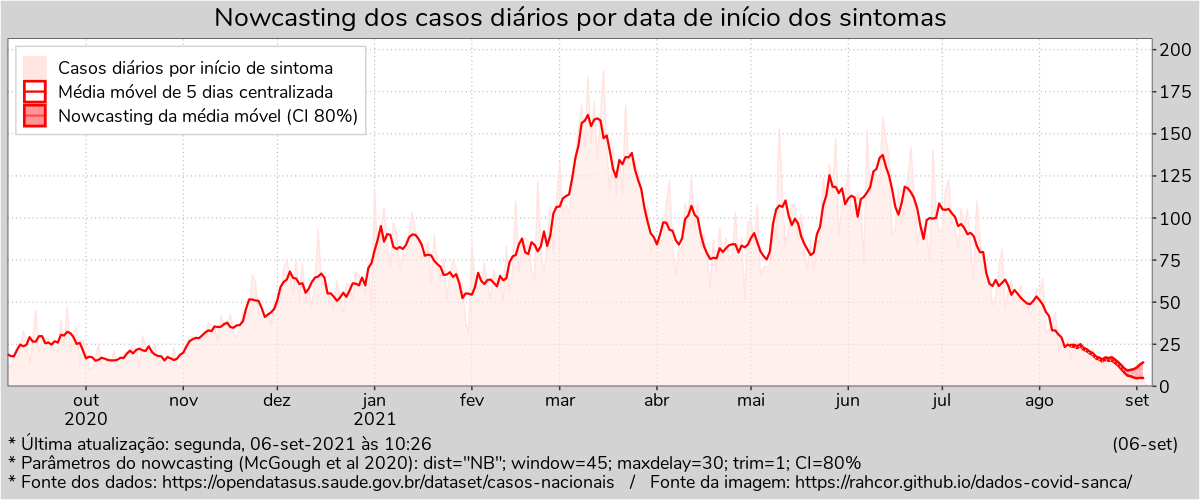 Nowcasting dos casos diários por data de início dos sintomas
Casos diários por início de sintoma
Média móvel de 5 dias centralizada
Nowcasting da média móvel (CI 80%)
200
175
150
125
100
75
50
25
0
out nov dez jan fev mar abr mai jun jul ago set
2020 2021
* Última atualização: segunda, 06-set-2021 às 10:26 (06-set)
* Parâmetros do nowcasting (McGough et al 2020): dist="NB"; window=45; maxdelay=30; trim=1; CI=80%
* Fonte dos dados: https://opendatasus.saude.gov.br/dataset/casos-nacionais / Fonte da imagem: https://rahcor.github.io/dados-covid-sanca/